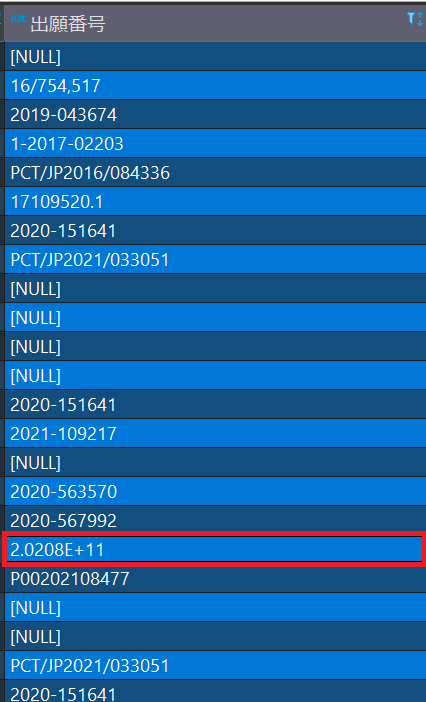 ABC 出願番号
[NULL]
16/754,517
2019-043674
1-2017-02203
PCT/JP2016/084336
17109520.1
2020-151641
PCT/JP2021/033051
[NULL]
[NULL]
[NULL]
[NULL]
2020-151641
2021-109217
[NULL]
2020-563570
2020-567992
2.0208E+11
P00202108477
[NULL]
[NULL]
PCT/JP2021/033051
2020-151641